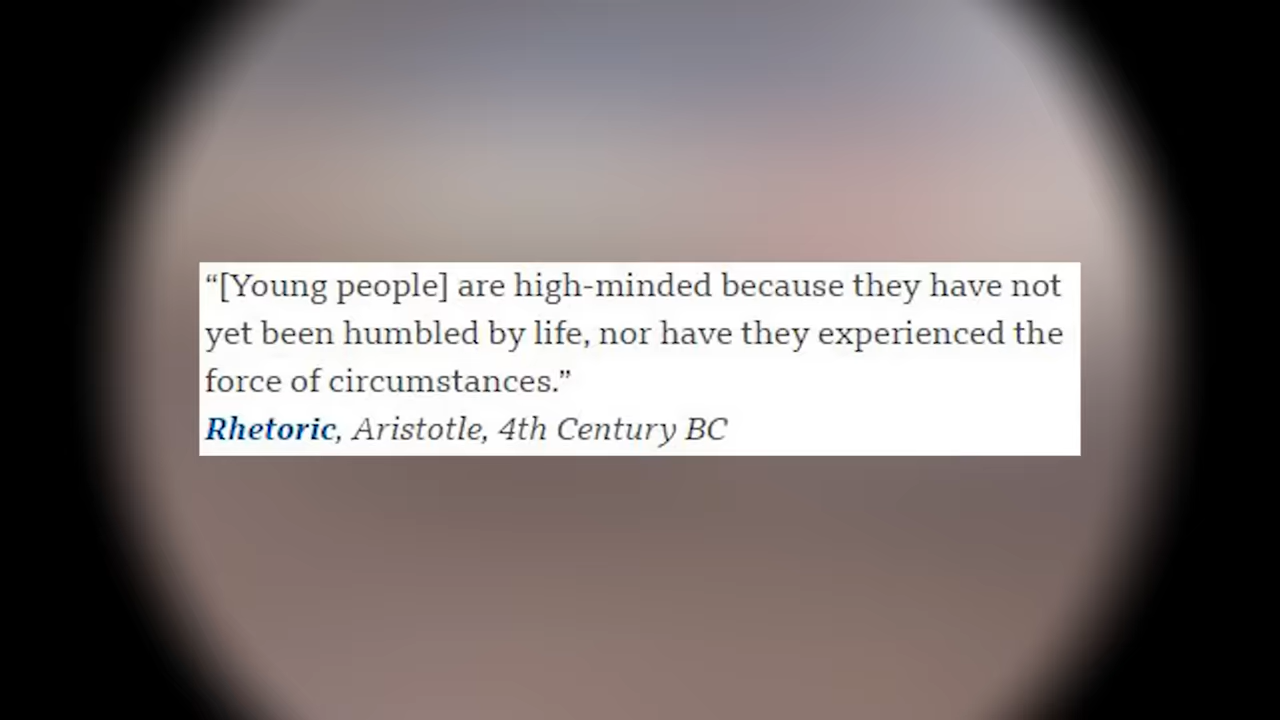 “[Young people] are high-minded because they have not
yet been humbled by life, nor have they experienced the
force of circumstances.”
Rhetoric, Aristotle, 4th Century BC